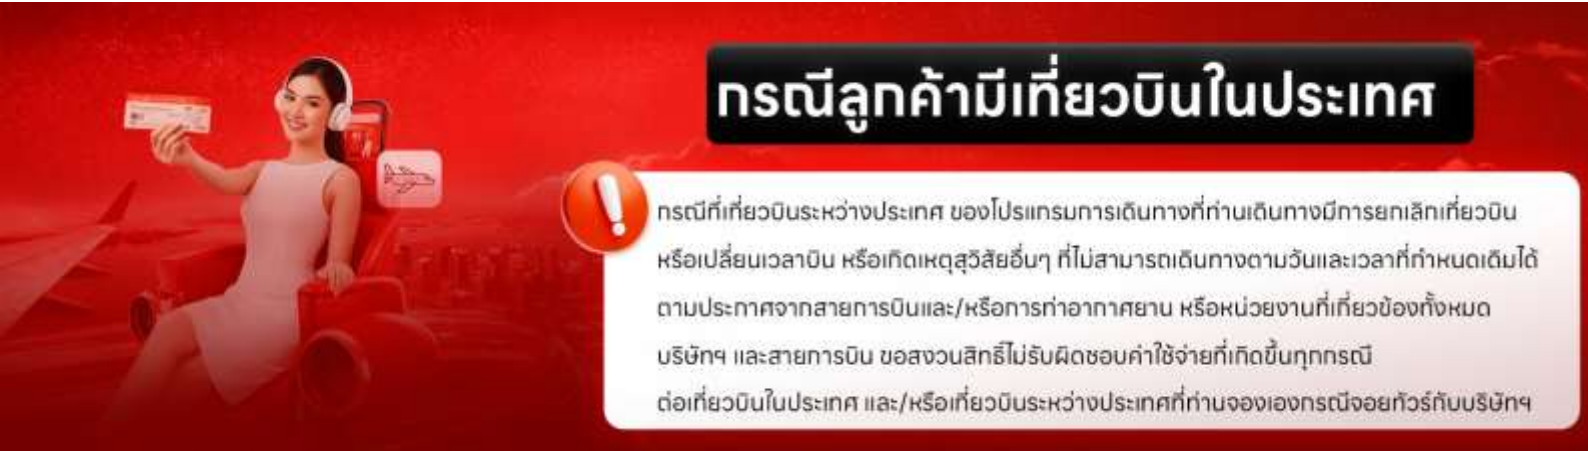 กรณีลูกค้ามีเที่ยวบินในประเทศ
กรณีที่เที่ยวบินระหว่างประเทศ ของโปรแกรมการเดินทางที่ท่านเดินทางมีการยกเลิกเที่ยวบิน
หรือเปลี่ยนเวลาบิน หรือเกิดเหตุสุวิสัยอื่นๆ ที่ไม่สามารถเดินทางตามวันและเวลาที่กำหนดเดิมได้
ตามประกาศจากสายการบินและ/หรือการท่าอากาศยาน หรือหน่วยงานที่เกี่ยวข้องทั้งหมด
บริษัทฯ และสายการบิน ขอสงวนสิทธิ์ไม่รับผิดชอบค่าใช้จ่ายที่เกิดขึ้นทุกกรณี
ต่อเที่ยวบินในประเทศ และ/หรือเที่ยวบินระหว่างประเทศที่ท่านจองเองกรณีจอยทัวร์กับบริษัทฯ